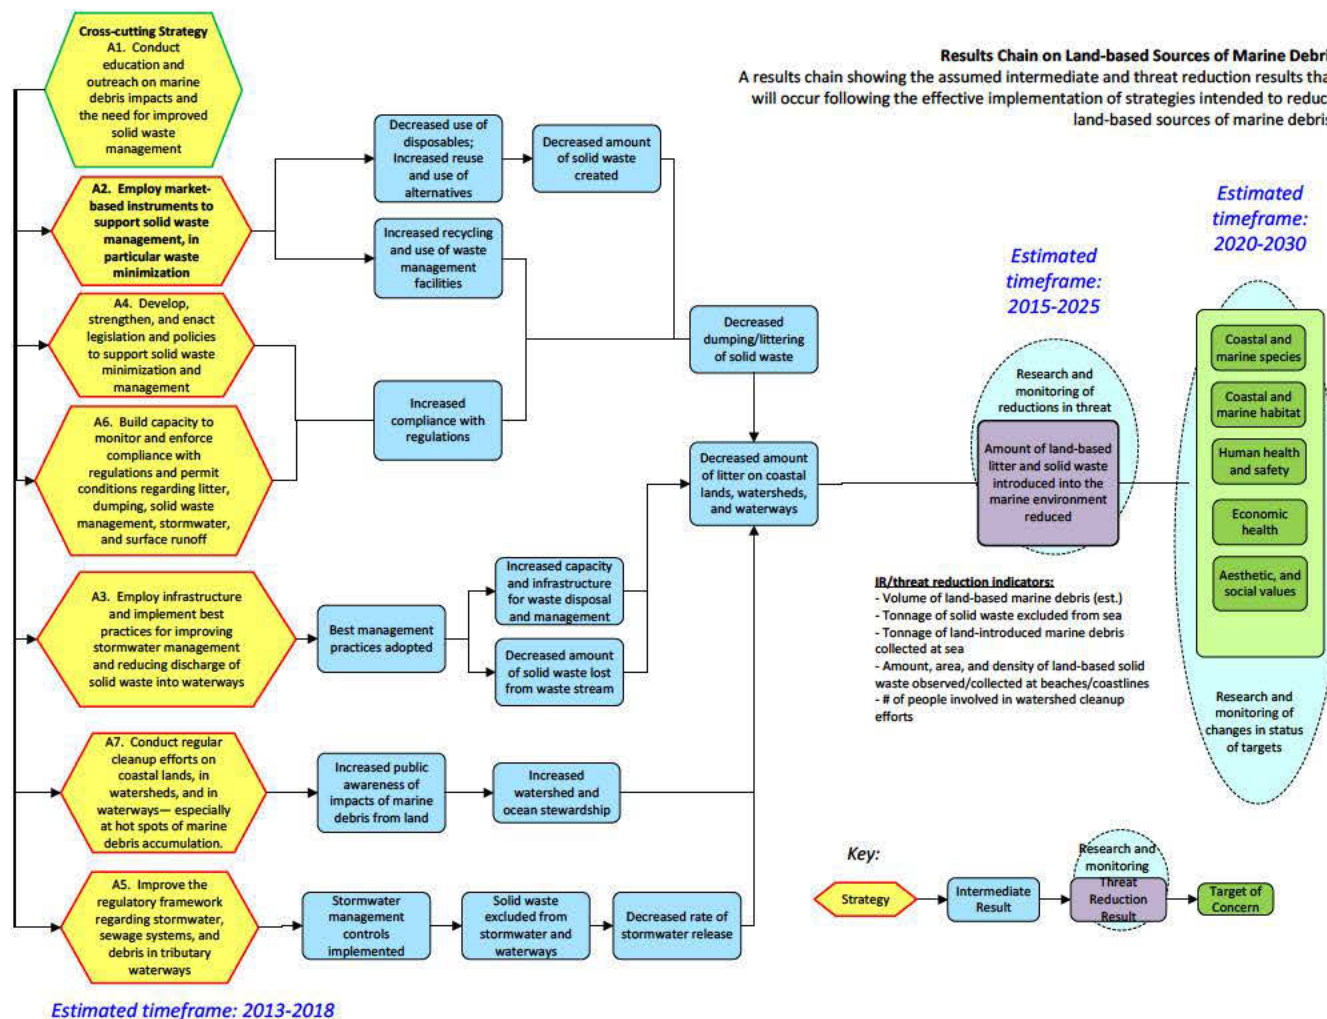 Cross-cutting Strategy
A1. Conduct
education and
outreach on marine
debris impacts and
the need for improved
solid waste
management
Results Chain on Land-based Sources of Marine Debri
A results chain showing the assumed intermediate and threat reduction results tha
will occur following the effective implementation of strategies intended to reduc
land-based sources of marine debris
A2. Employ market-
based instruments to
support solid waste
management, in
particular waste
minimization
Decreased use of
disposables;
Increased reuse
and use of
alternatives
Decreased amount
of solid waste
created
Increased recycling
and use of waste
management
facilities
A4. Develop,
strengthen, and enact
legislation and policies
to support solid waste
minimization and
management
A6. Build capacity to
monitor and enforce
compliance with
regulations and permit
conditions regarding litter,
dumping, solid waste
management, stormwater,
and surface runoff
Increased
compliance with
regulations
Decreased
dumping/littering
of solid waste
Decreased amount
of litter on coastal
lands, watersheds,
and waterways
Estimated
timeframe:
2015-2025
Research and
monitoring of
reductions in threat
Amount of land-based
litter and solid waste
introduced into the
marine environment
reduced
Estimated
timeframe:
2020-2030
Coastal and
marine species
Coastal and
marine habitat
Human health
and safety
Economic
health
Aesthetic, and
social values
Research and
monitoring of
changes in status
of targets
IR/threat reduction indicators:
- Volume of land-based marine debris (est.)
- Tonnage of solid waste excluded from sea
- Tonnage of land-introduced marine debris
collected at sea
- Amount, area, and density of land-based solid
waste observed/collected at beaches/coastlines
- # of people involved in watershed cleanup
efforts
A3. Employ infrastructure
and implement best
practices for improving
stormwater management
and reducing discharge of
solid waste into waterways
Best management
practices adopted
Increased capacity
and infrastructure
for waste disposal
and management
Decreased amount
of solid waste lost
from waste stream
A7. Conduct regular
cleanup efforts on
coastal lands, in
watersheds, and in
waterways— especially
at hot spots of marine
debris accumulation.
Increased public
awareness of
impacts of marine
debris from land
Increased
watershed and
ocean stewardship
A5. Improve the
regulatory framework
regarding stormwater,
sewage systems, and
debris in tributary
waterways
Stormwater
management
controls
implemented
Solid waste
excluded from
stormwater and
waterways
Decreased rate of
stormwater release
Key:
Strategy
Intermediate
Result
Research and
monitoring
Threat
Reduction
Result
Target of
Concern
Estimated timeframe: 2013-2018